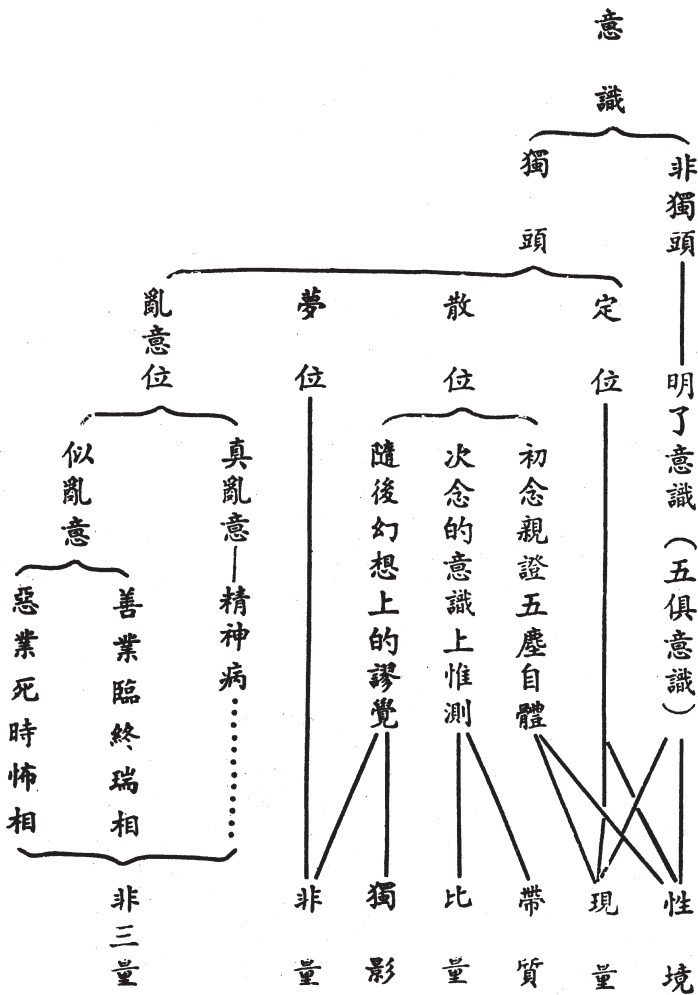 意識
非獨頭
獨頭
定位
散位
夢位
亂意位
明了意識（五俱意識）
初念親證五塵自體
次念的意識上惟測
隨後幻想上的謬覺
真亂意
似亂意
精神病
善業臨終瑞相
惡業死時怖相
性境
現量
帶质
比量
獨影
非量
非三量